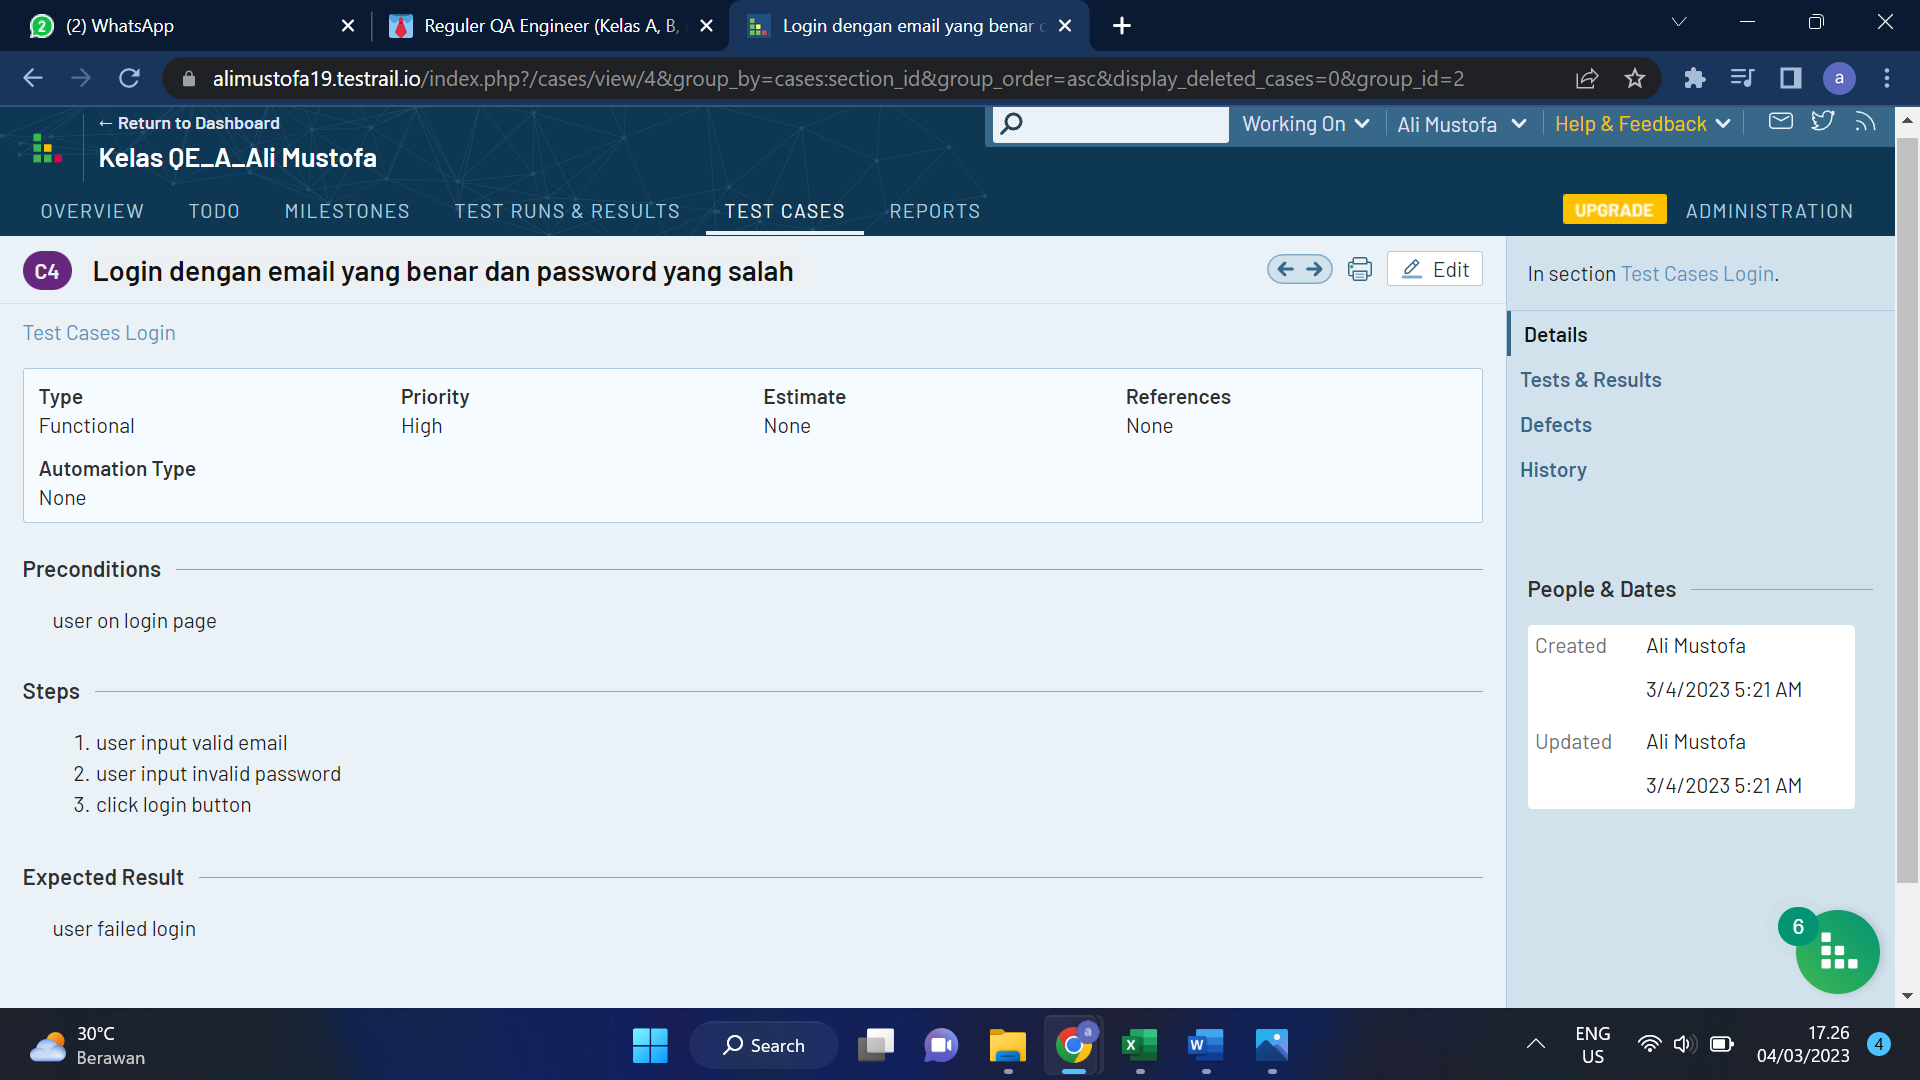 (2) WhatsApp
Reguler QA Engineer (Kelas A, B,
Login dengan email yang benar
alimustofa19.testrail.io/index.php?/cases/view/4&group_by=cases:section_id&group_order=asc&display_deleted_cases=0&group_id=2
a
← Return to Dashboard
Kelas QE_A_Ali Mustofa
Working On
Ali Mustofa
Help & Feedback
OVERVIEW
TODO
MILESTONES
TEST RUNS & RESULTS
TEST CASES
REPORTS
UPGRADE
ADMINISTRATION
C4
Login dengan email yang benar dan password yang salah
Edit
In section Test Cases Login.
Test Cases Login
Type
Functional
Priority
High
Estimate
None
References
None
Automation Type
None
Details
Tests & Results
Defects
History
Preconditions
user on login page
Steps
1. user input valid email
2. user input invalid password
3. click login button
Expected Result
user failed login
People & Dates
Created
Ali Mustofa
3/4/2023 5:21 AM
Updated
Ali Mustofa
3/4/2023 5:21 AM
6
30°C
Berawan
Search
ENG
US
17.26
04/03/2023
4